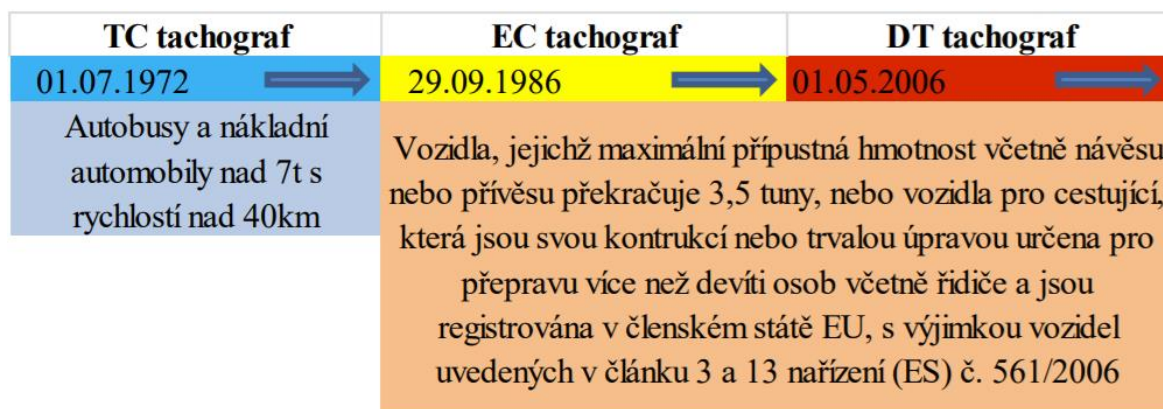 TC tachograf
EC tachograf
DT tachograf
01.07.1972
29.09.1986
01.05.2006
Autobusy a nákladní
automobily nad 7t s
rychlostí nad 40km
Vozidla, jejichž maximální přípustná hmotnost včetně návěsu
nebo přívěsu překračuje 3,5 tuny, nebo vozidla pro cestující,
která jsou svou kontrukcí nebo trvalou úpravou určena pro
přepravu více než devíti osob včetně řidiče a jsou
registrována v členském státě EU, s výjimkou vozidel
uvedených v článku 3 a 13 nařízení (ES) č. 561/2006